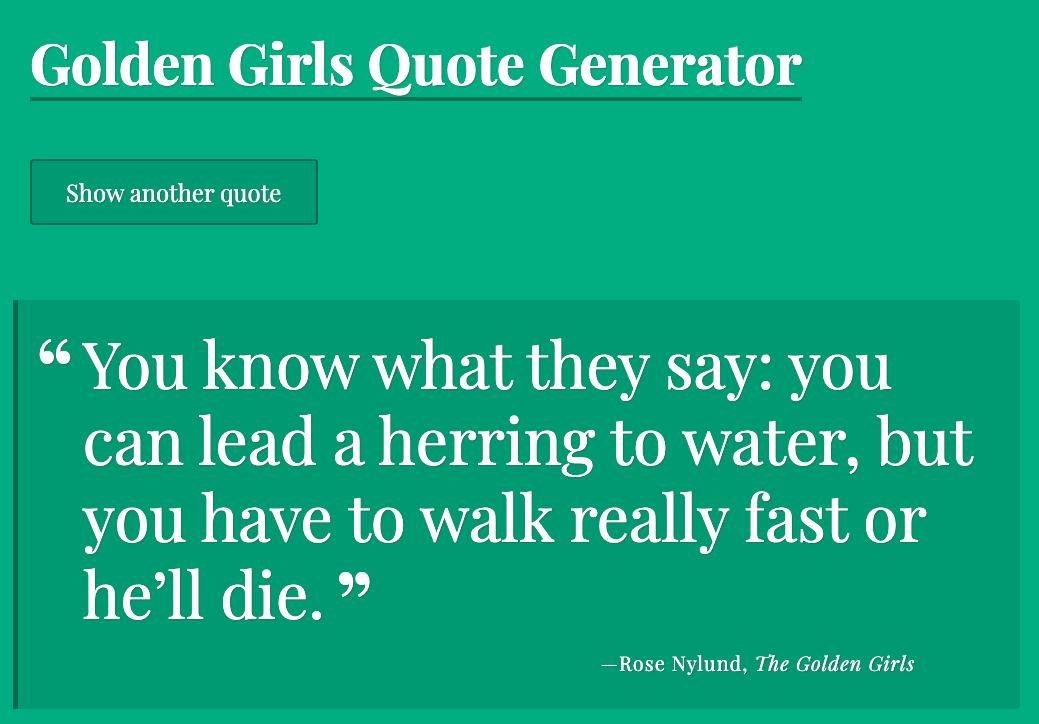 Golden Girls Quote Generator
Show another quote
“You know what they say: you
can lead a herring to water, but
you have to walk really fast or
he’ll die.”
—Rose Nylund, The Golden Girls